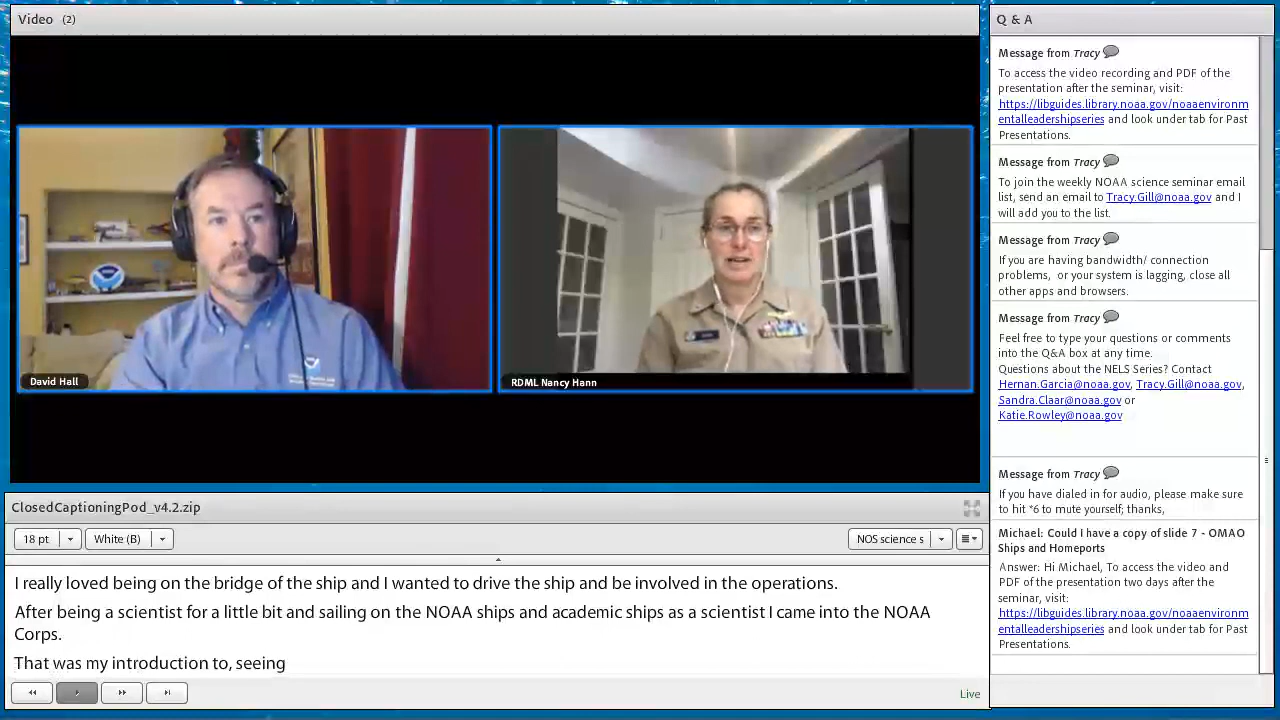 Video (2)
David Hall
RDML Nancy Hann
ClosedCaptioningPod_v4.2.zip
18 pt
White (B)
NOS science s
I really loved being on the bridge of the ship and I wanted to drive the ship and be involved in the operations.
After being a scientist for a little bit and sailing on the NOAA ships and academic ships as a scientist I came into the NOAA
Corps.
That was my introduction to, seeing
Live
Q & A
Message from Tracy
To access the video recording and PDF of the
presentation after the seminar, visit:
https://libguides.library.noaa.gov/noaaenvironm
entalleadershipseries and look under tab for Past
Presentations.
Message from Tracy
To join the weekly NOAA science seminar email
list, send an email to Tracy.Gill@noaa.gov and I
will add you to the list.
Message from Tracy
If you are having bandwidth/ connection
problems, or your system is lagging, close all
other apps and browsers.
Message from Tracy
Feel free to type your questions or comments
into the Q&A box at any time.
Questions about the NELS Series? Contact
Hernan.Garcia@noaa.gov, Tracy.Gill@noaa.gov,
Sandra.Claar@noaa.gov or
Katie.Rowley@noaa.gov
Message from Tracy
If you have dialed in for audio, please make sure
to hit *6 to mute yourself; thanks,
Michael: Could I have a copy of slide 7 - OMAO
Ships and Homeports
Answer: Hi Michael, To access the video and
PDF of the presentation two days after the
seminar, visit:
https://libguides.library.noaa.gov/noaaenvironm
entalleadershipseries and look under tab for Past
Presentations.